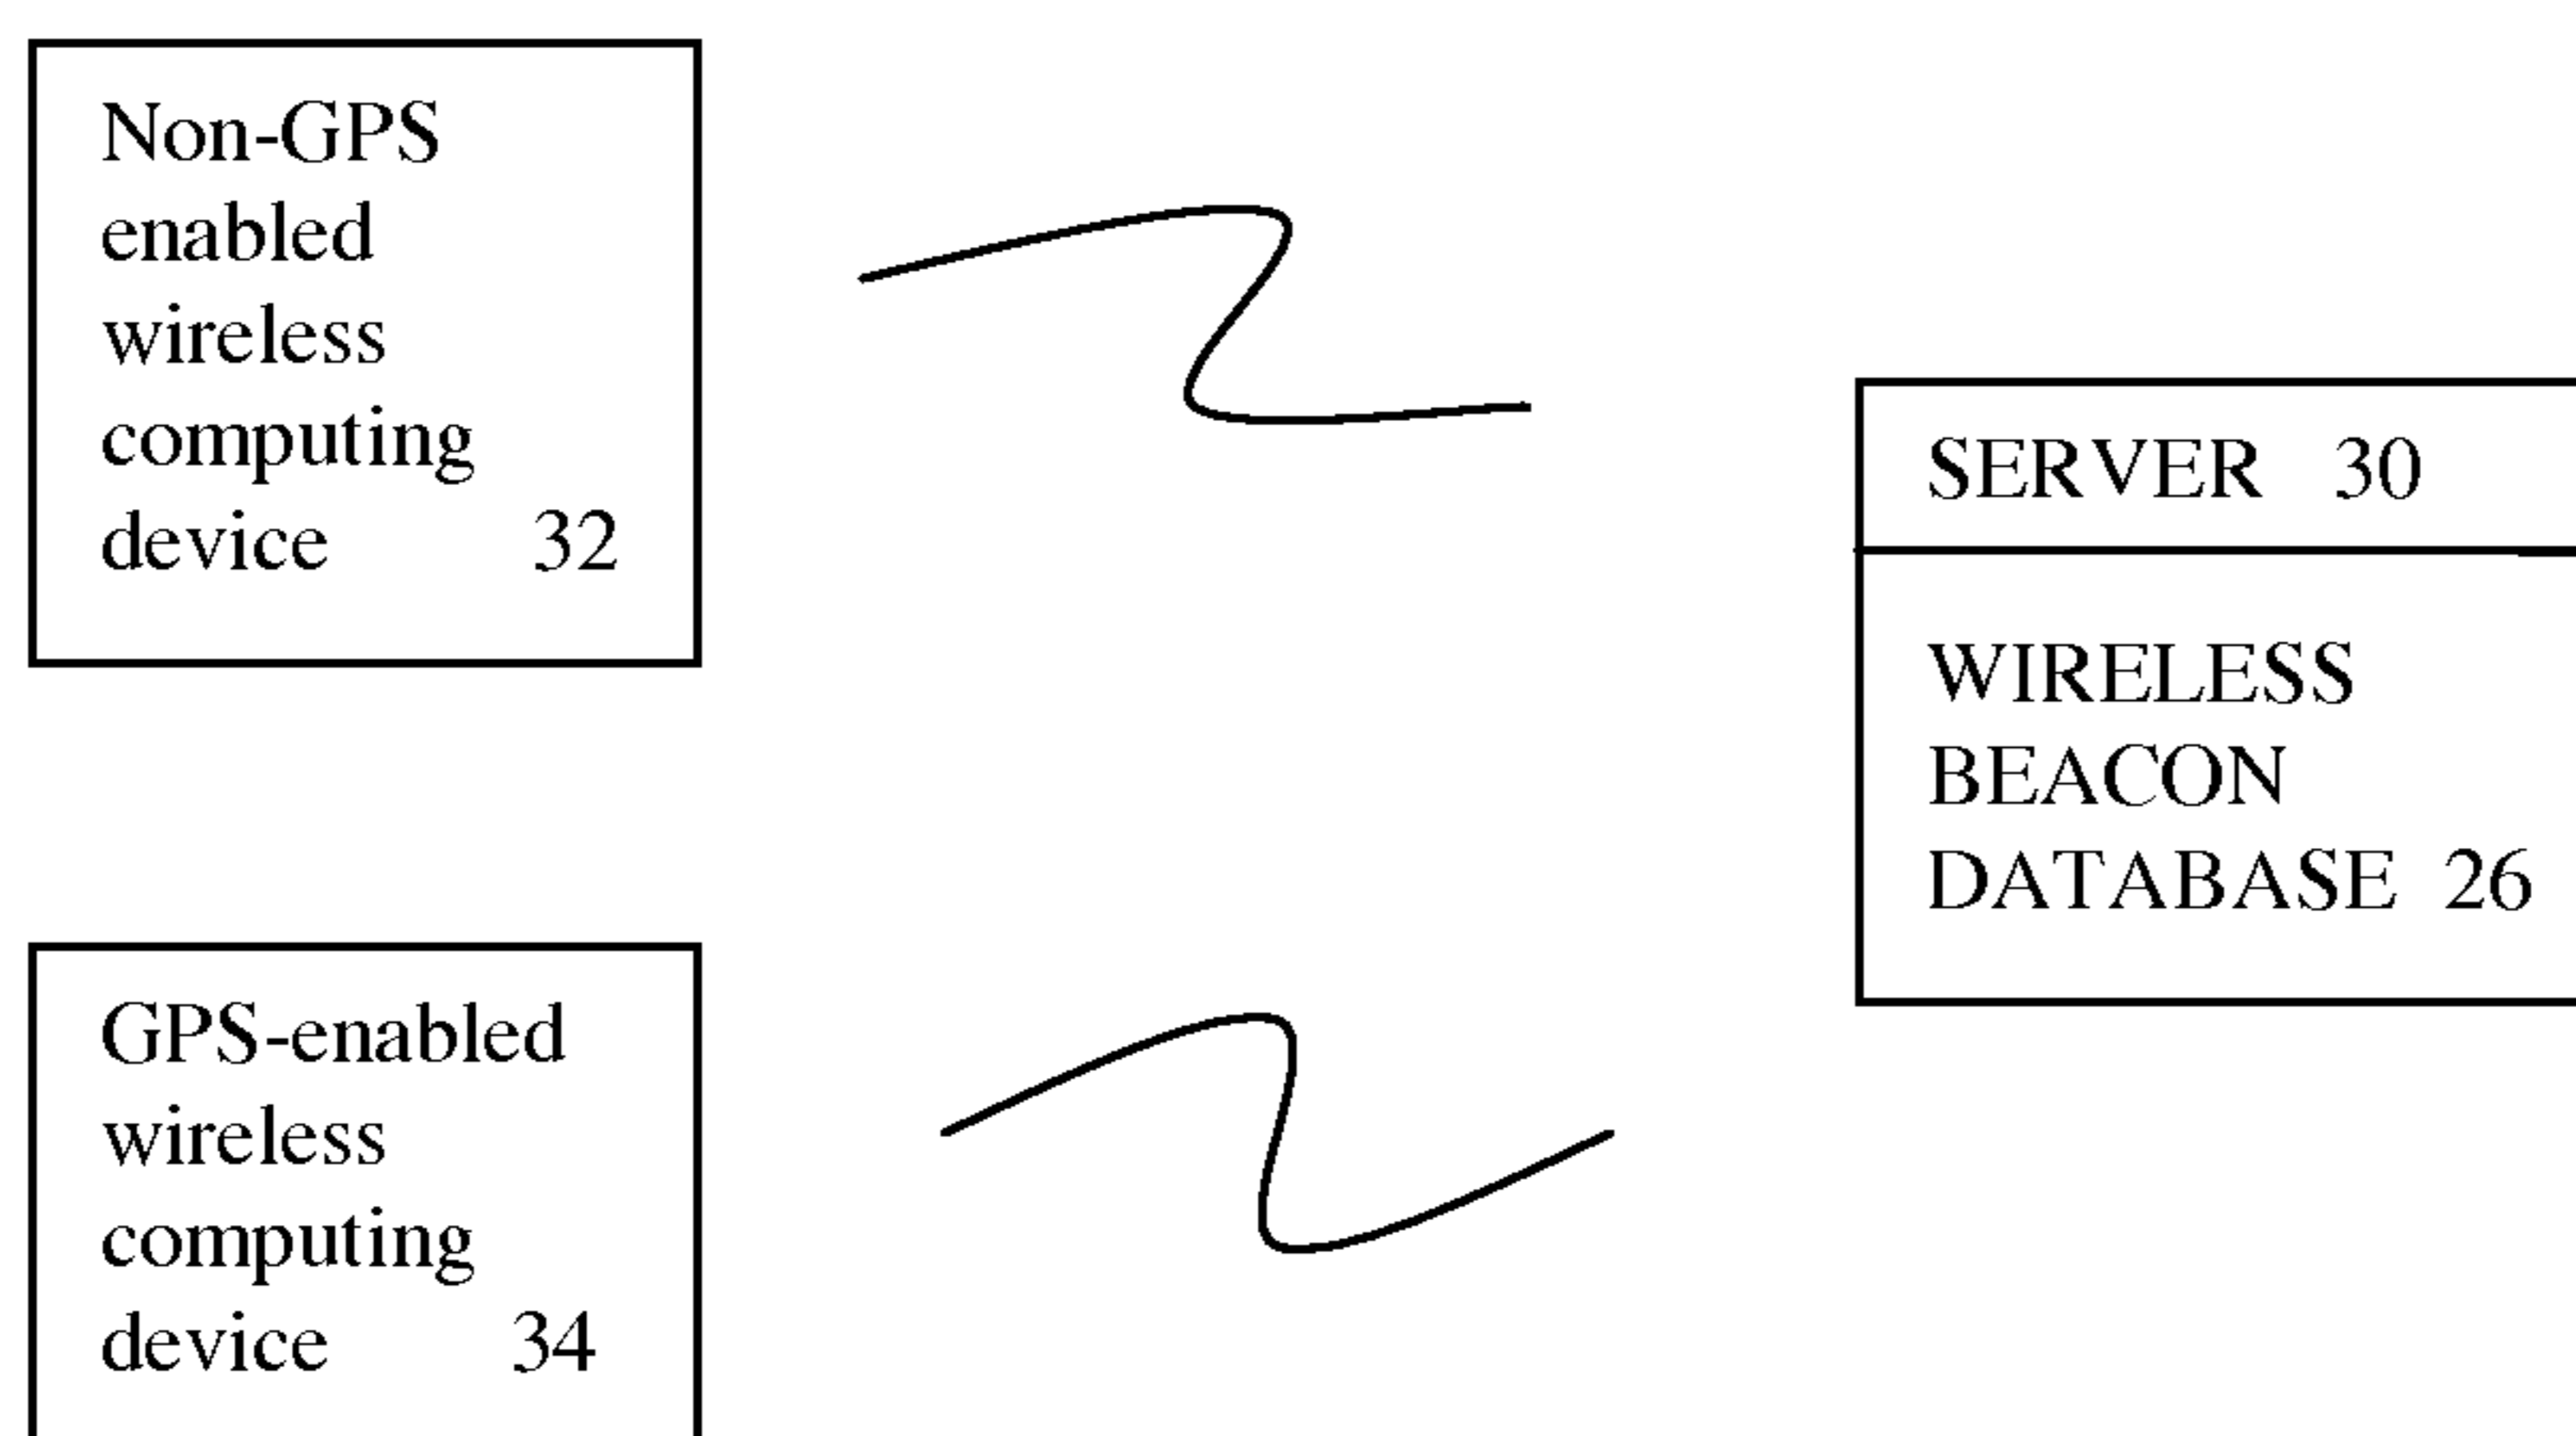 Non-GPS
enabled
wireless
computing
device 32
SERVER 30
WIRELESS
BEACON
DATABASE 26
GPS-enabled
wireless
computing
device 34